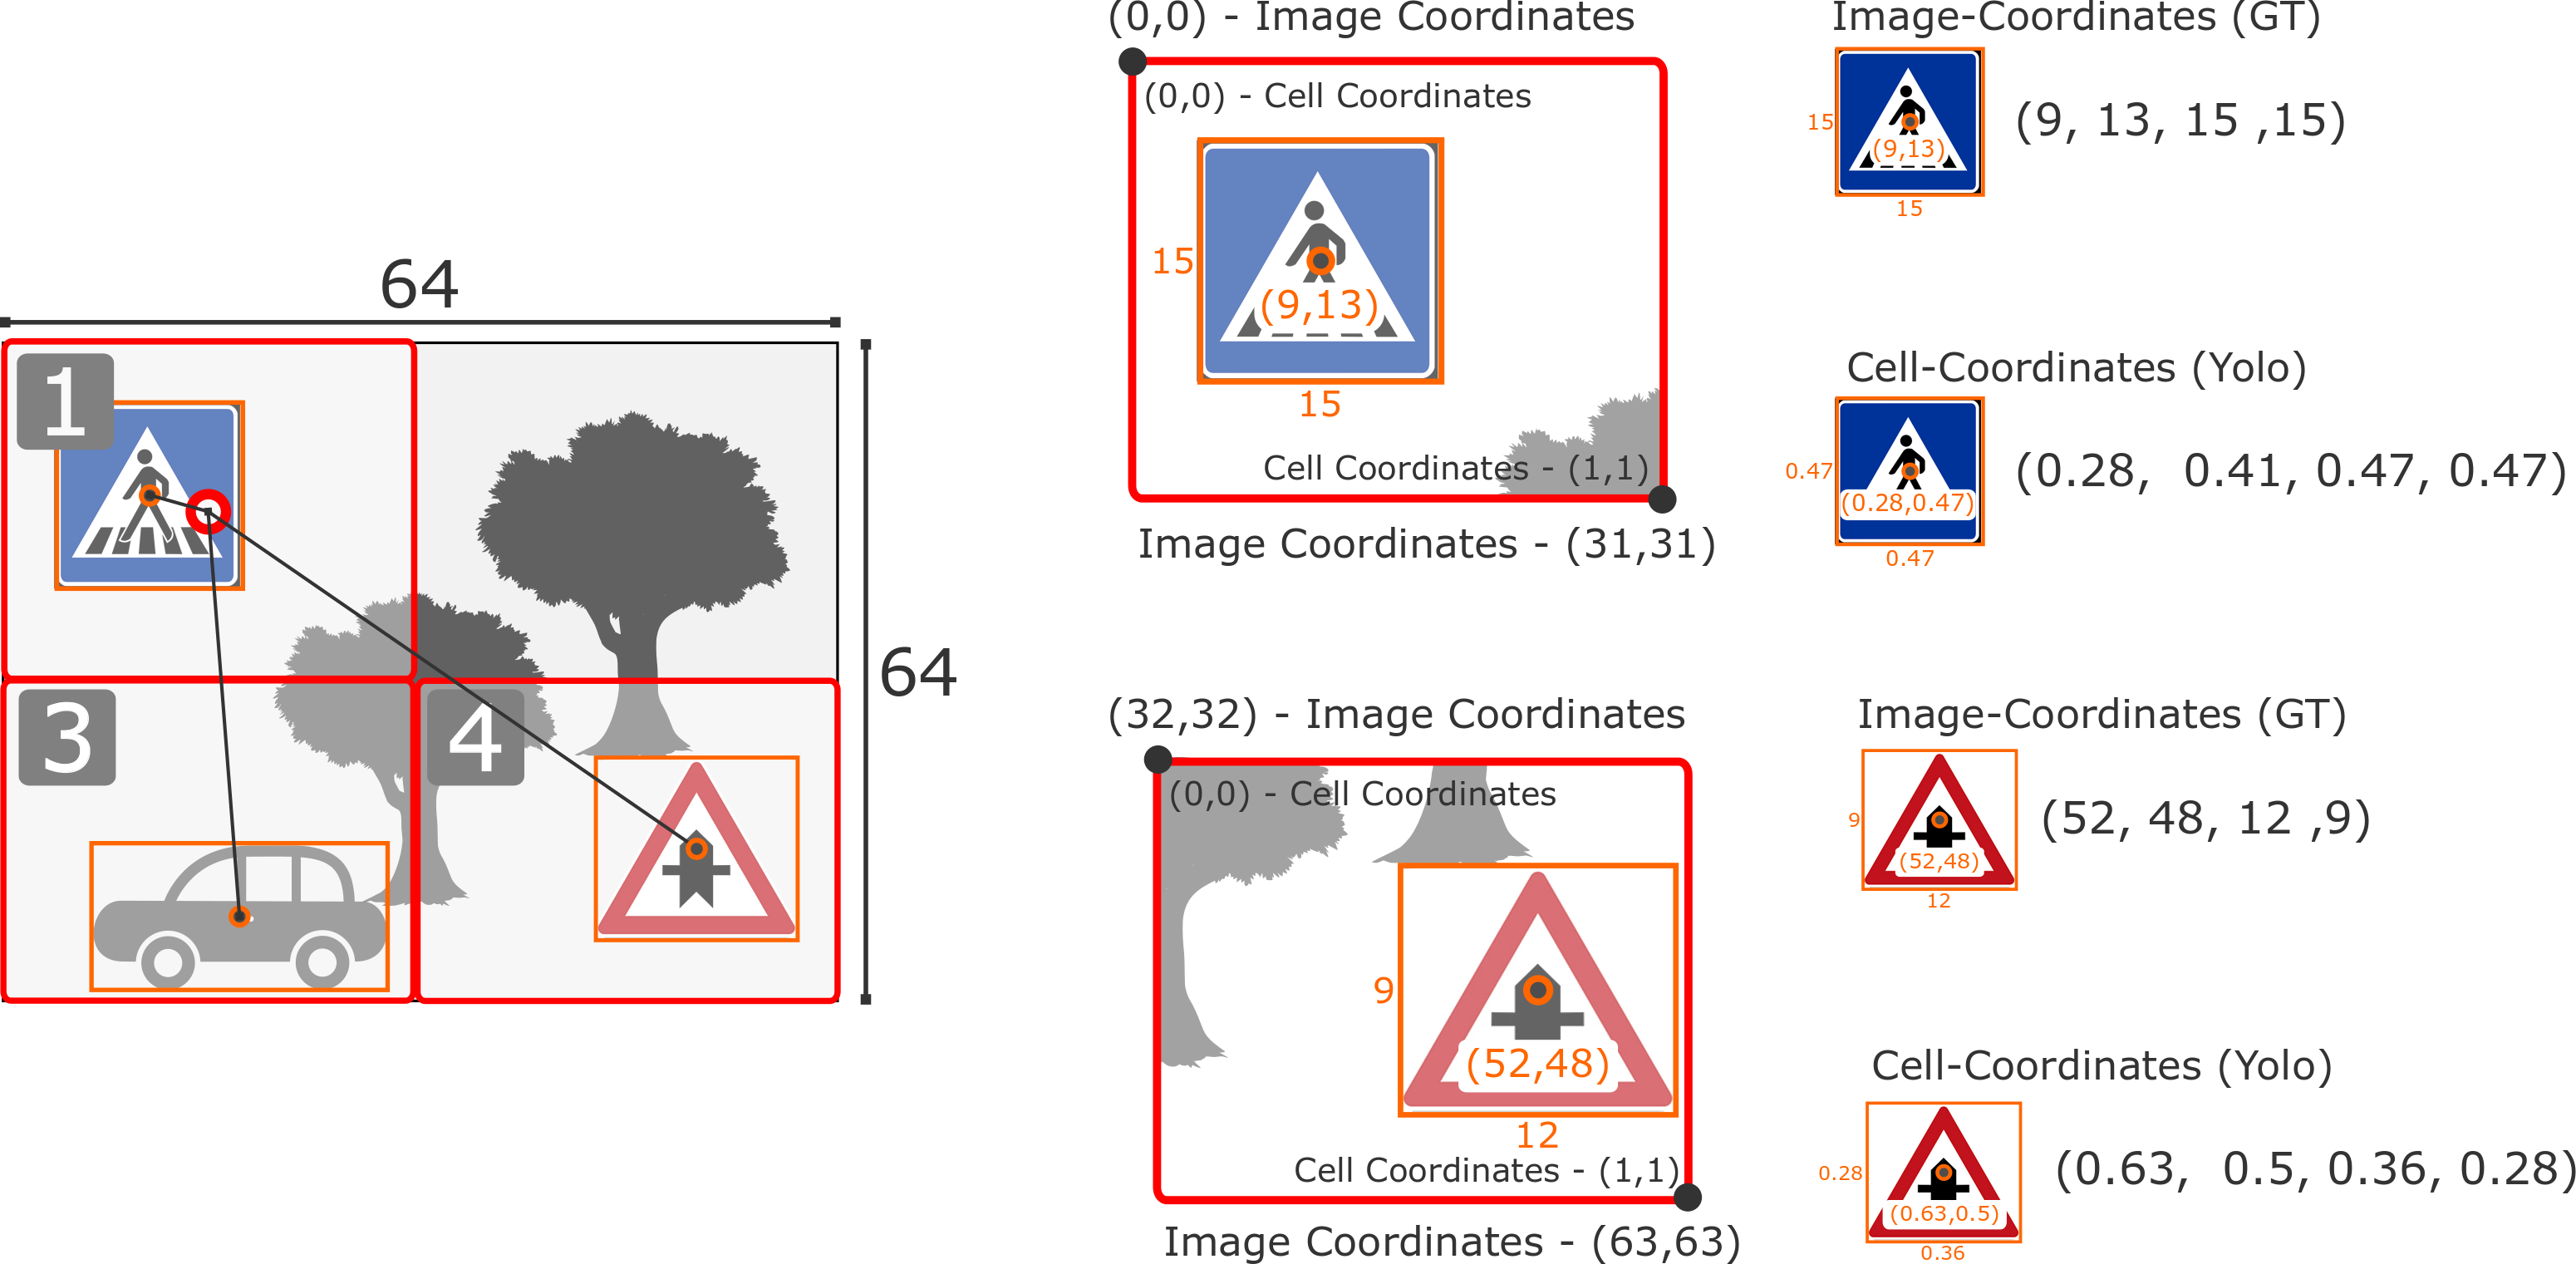 64
64
1
3
4
(0,0) - Image Coordinates
(0,0) - Cell Coordinates
15
(9,13)
15
Cell Coordinates - (1,1)
Image Coordinates - (31,31)
Image-Coordinates (GT)
15
(9,13)
15
(9, 13, 15 ,15)
Cell-Coordinates (Yolo)
0.47
(0.28,0.47)
0.47
(0.28, 0.41, 0.47, 0.47)
(32,32) - Image Coordinates
(0,0) - Cell Coordinates
9
(52,48)
12
Cell Coordinates - (1,1)
Image Coordinates - (63,63)
Image-Coordinates (GT)
9
(52,48)
12
(52, 48, 12 ,9)
Cell-Coordinates (Yolo)
0.28
(0.63,0.5)
0.36
(0.63, 0.5, 0.36, 0.28)